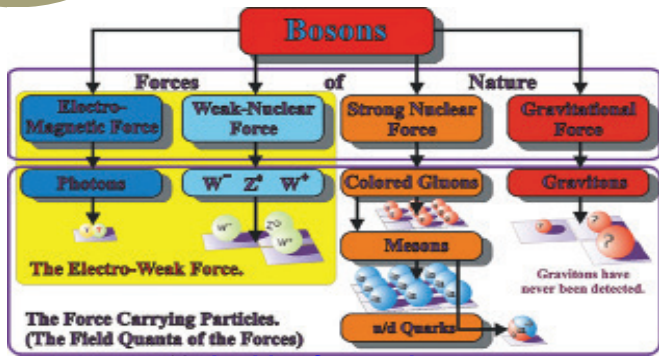 Bosons
Forces of Nature
Electro-
Magnetic Force
Weak-Nuclear
Force
Strong Nuclear
Force
Gravitational
Force
Photons
W⁻ Z° W⁺
Colored Gluons
Gravitons
W⁻
Z°
W⁺
?
?
?
Mesons
The Electro-Weak Force.
Gravitons have
never been detected.
u/d Quarks
The Force Carrying Particles.
(The Field Quanta of the Forces)